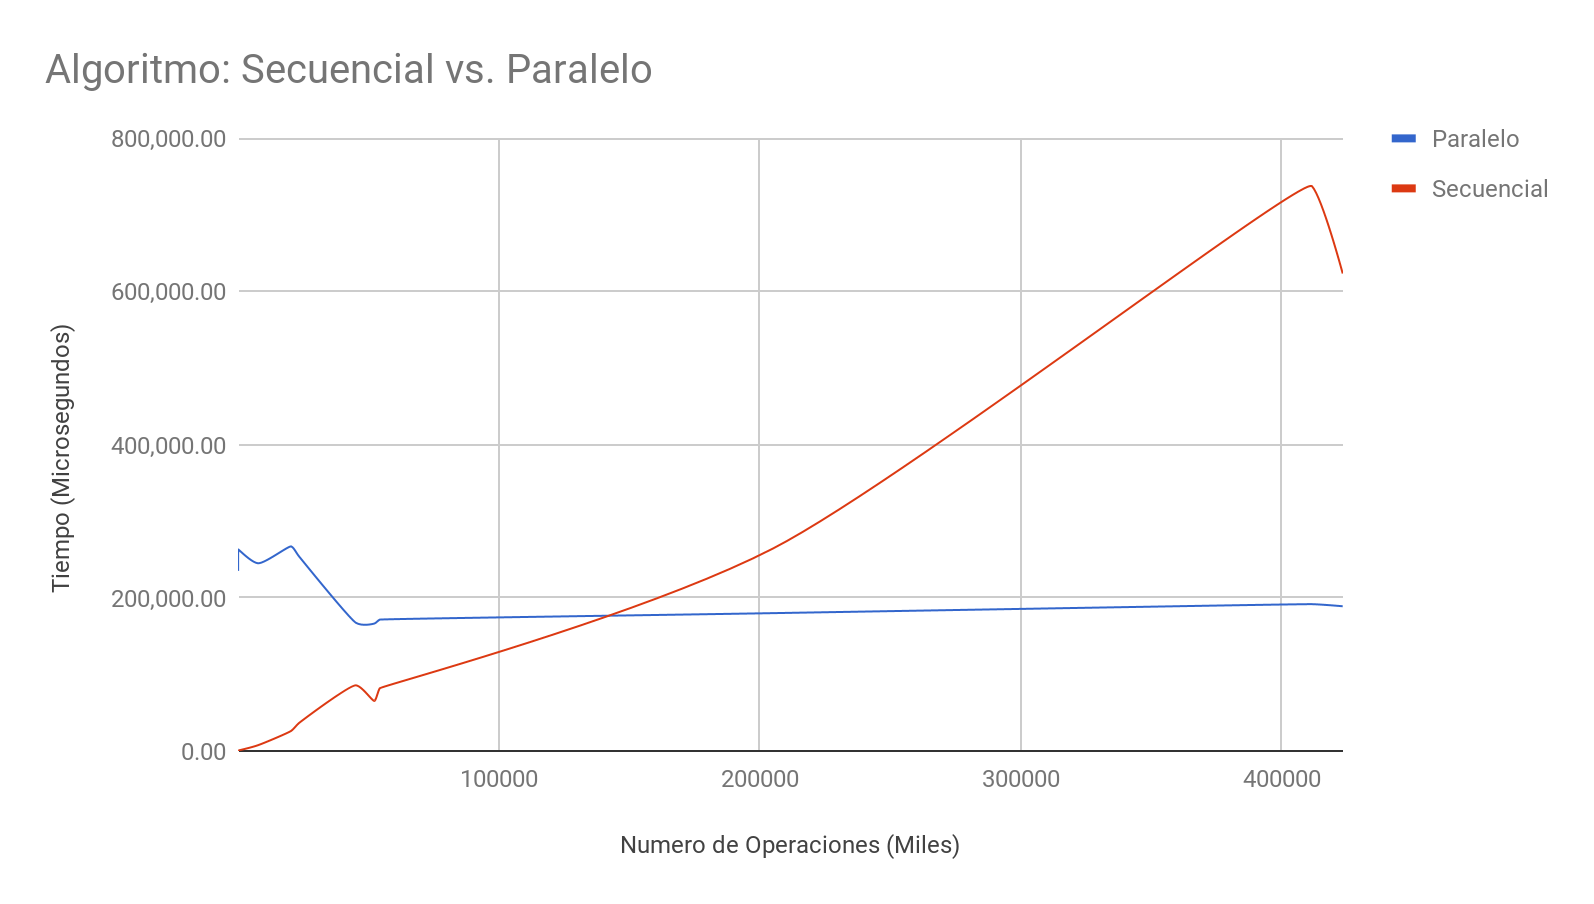 Algoritmo: Secuencial vs. Paralelo
800,000.00
600,000.00
400,000.00
200,000.00
0.00
Tiempo (Microsegundos)
100000
200000
300000
400000
Numero de Operaciones (Miles)
Paralelo
Secuencial